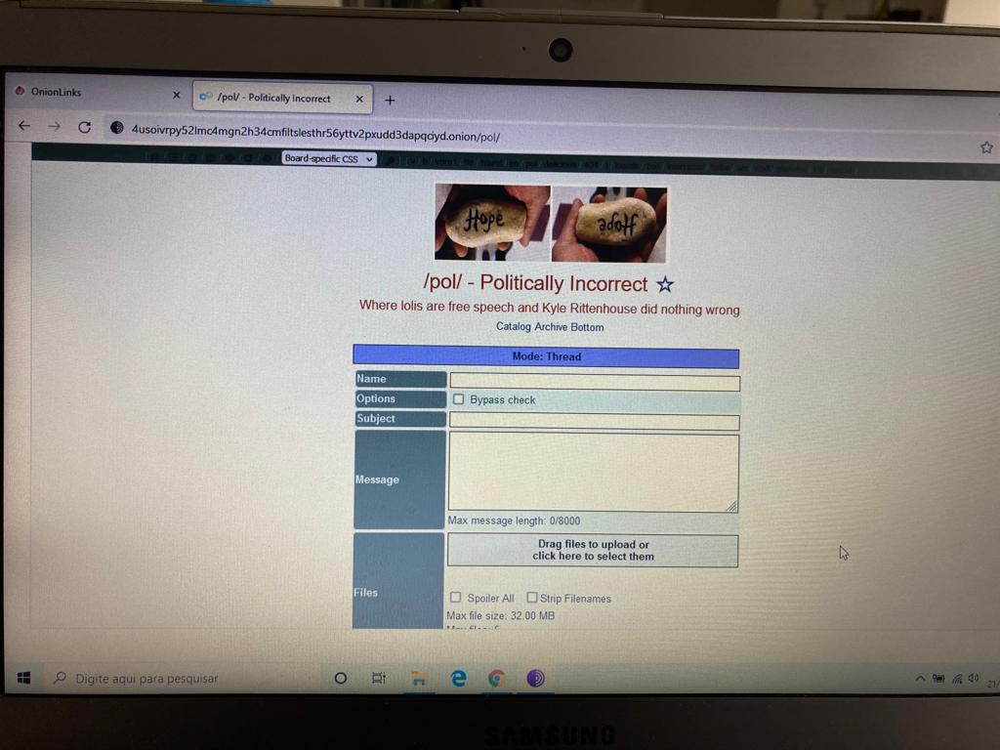 OnionLinks
/pol/ - Politically Incorrect
4usoivrpy52lmc4mgn2h34cmfiltslesthr56yttv2pxudd3dapqciyd.onion/pol/
Board-specific CSS
Hope
Hope
/pol/ - Politically Incorrect
Where lolis are free speech and Kyle Rittenhouse did nothing wrong
Catalog Archive Bottom
Mode: Thread
Name
Options Bypass check
Subject
Message
Max message length: 0/8000
Drag files to upload or
click here to select them
Files
Spoiler All Strip Filenames
Max file size: 32.00 MB
Digite aqui para pesquisar
21/
SAMSUNG